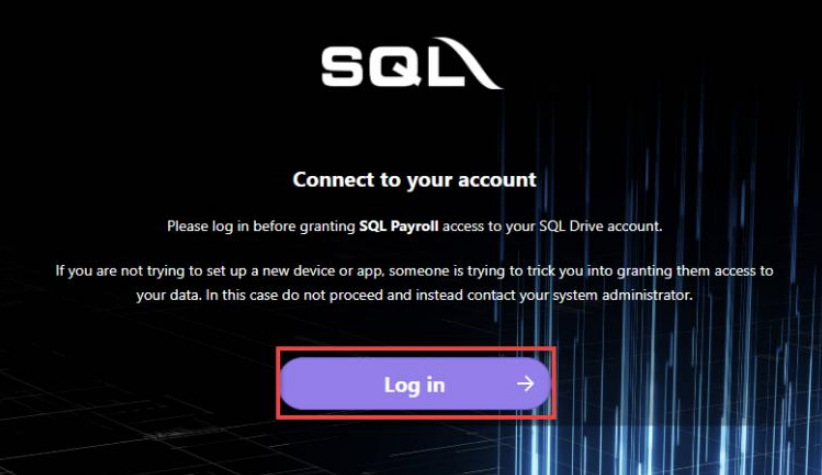 SQL
Connect to your account
Please log in before granting SQL Payroll access to your SQL Drive account.
If you are not trying to set up a new device or app, someone is trying to trick you into granting them access to
your data. In this case do not proceed and instead contact your system administrator.
Log in